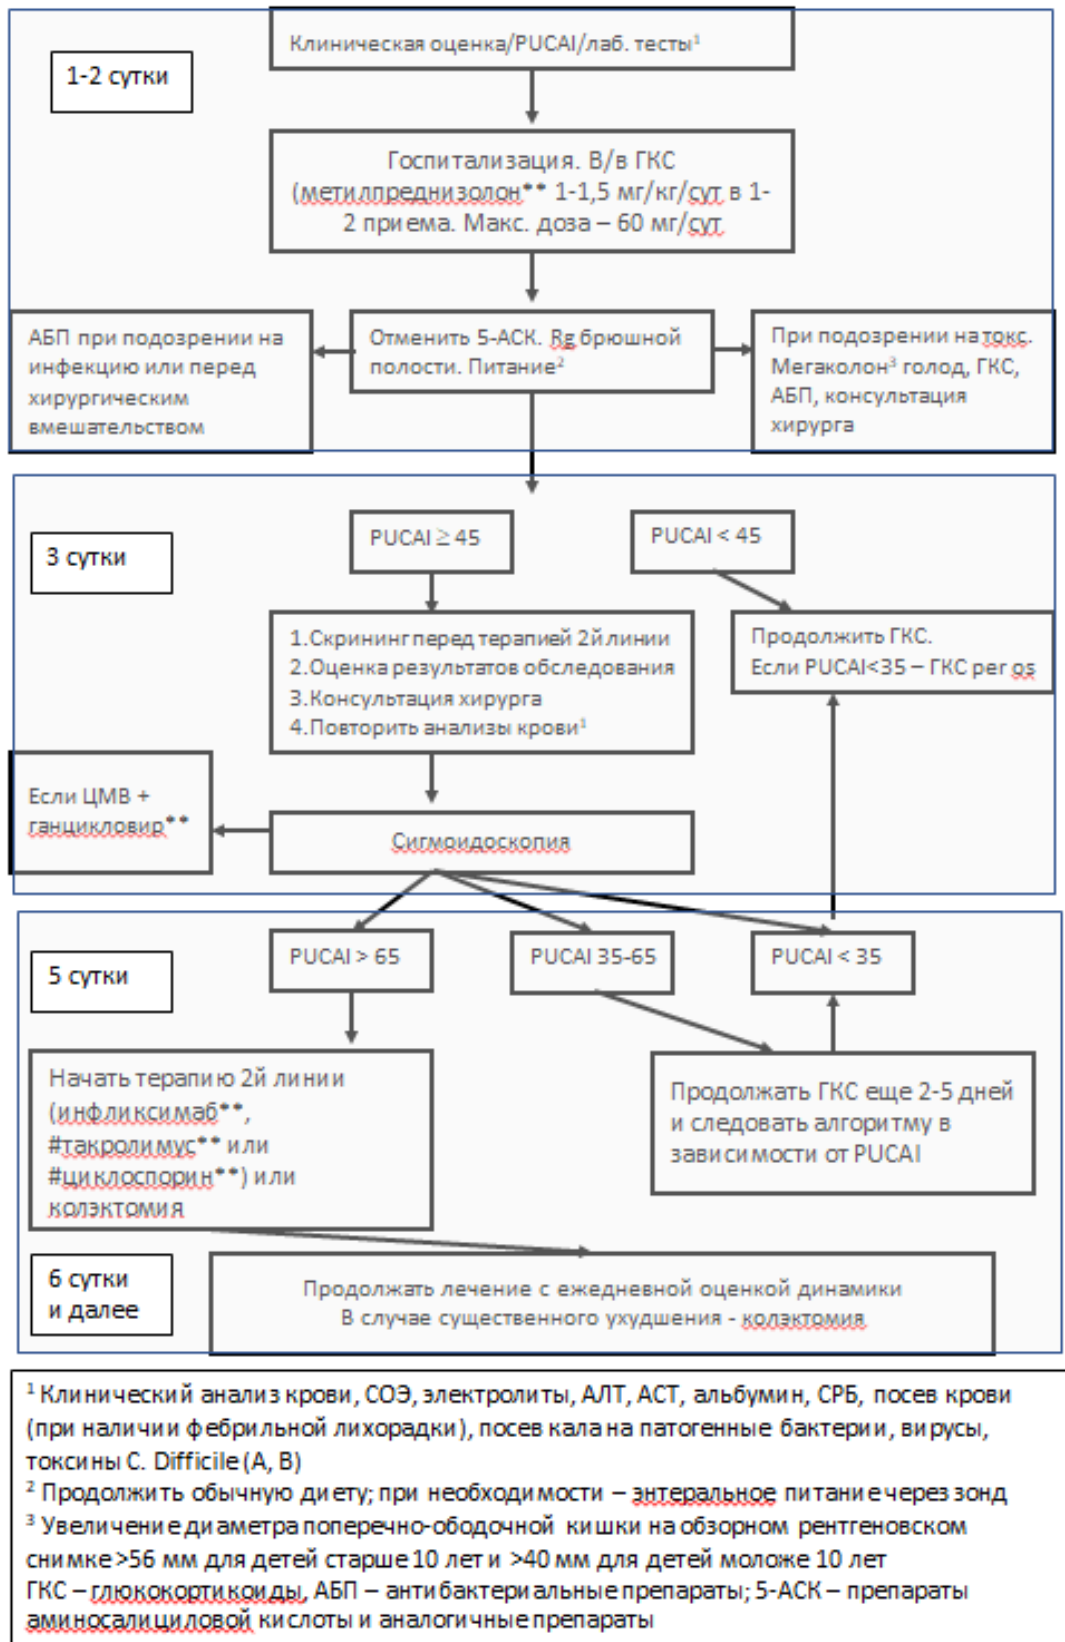 Клиническая оценка/PUCAI/лаб. тесты¹
1-2 сутки
Госпитализация. В/в ГКС
(метилпреднизолон** 1-1,5 мг/кг/сут в 1-
2 приема. Макс. доза – 60 мг/сут
АБП при подозрении на
инфекцию или перед
хирургическим
вмешательством
Отменить 5-АСК. Rg брюшной
полости. Питание²
При подозрении на токс.
Мегаколон³ голод, ГКС,
АБП, консультация
хирурга
3 сутки
PUCAI ≥ 45
PUCAI < 45
1.Скрининг перед терапией 2й линии
2.Оценка результатов обследования
3.Консультация хирурга
4.Повторить анализы крови¹
Продолжить ГКС.
Если PUCAI<35 – ГКС per os
Если ЦМВ +
ганцикловир**
Сигмоидоскопия
5 сутки
PUCAI > 65
PUCAI 35-65
PUCAI < 35
Начать терапию 2й линии
(инфликсимаб**,
#такролимус** или
#циклоспорин**) или
колэктомия
Продолжать ГКС еще 2-5 дней
и следовать алгоритму в
зависимости от PUCAI
6 сутки
и далее
Продолжать лечение с ежедневной оценкой динамики
В случае существенного ухудшения - колэктомия
¹ Клинический анализ крови, СОЭ, электролиты, АЛТ, АСТ, альбумин, СРБ, посев крови
(при наличии фебрильной лихорадки), посев кала на патогенные бактерии, вирусы,
токсины C. Difficile (A, B)
² Продолжить обычную диету; при необходимости – энтеральное питание через зонд
³ Увеличение диаметра поперечно-ободочной кишки на обзорном рентгеновском
снимке >56 мм для детей старше 10 лет и >40 мм для детей моложе 10 лет
ГКС – глюкокортикоиды, АБП – антибактериальные препараты; 5-АСК – препараты
аминосалициловой кислоты и аналогичные препараты